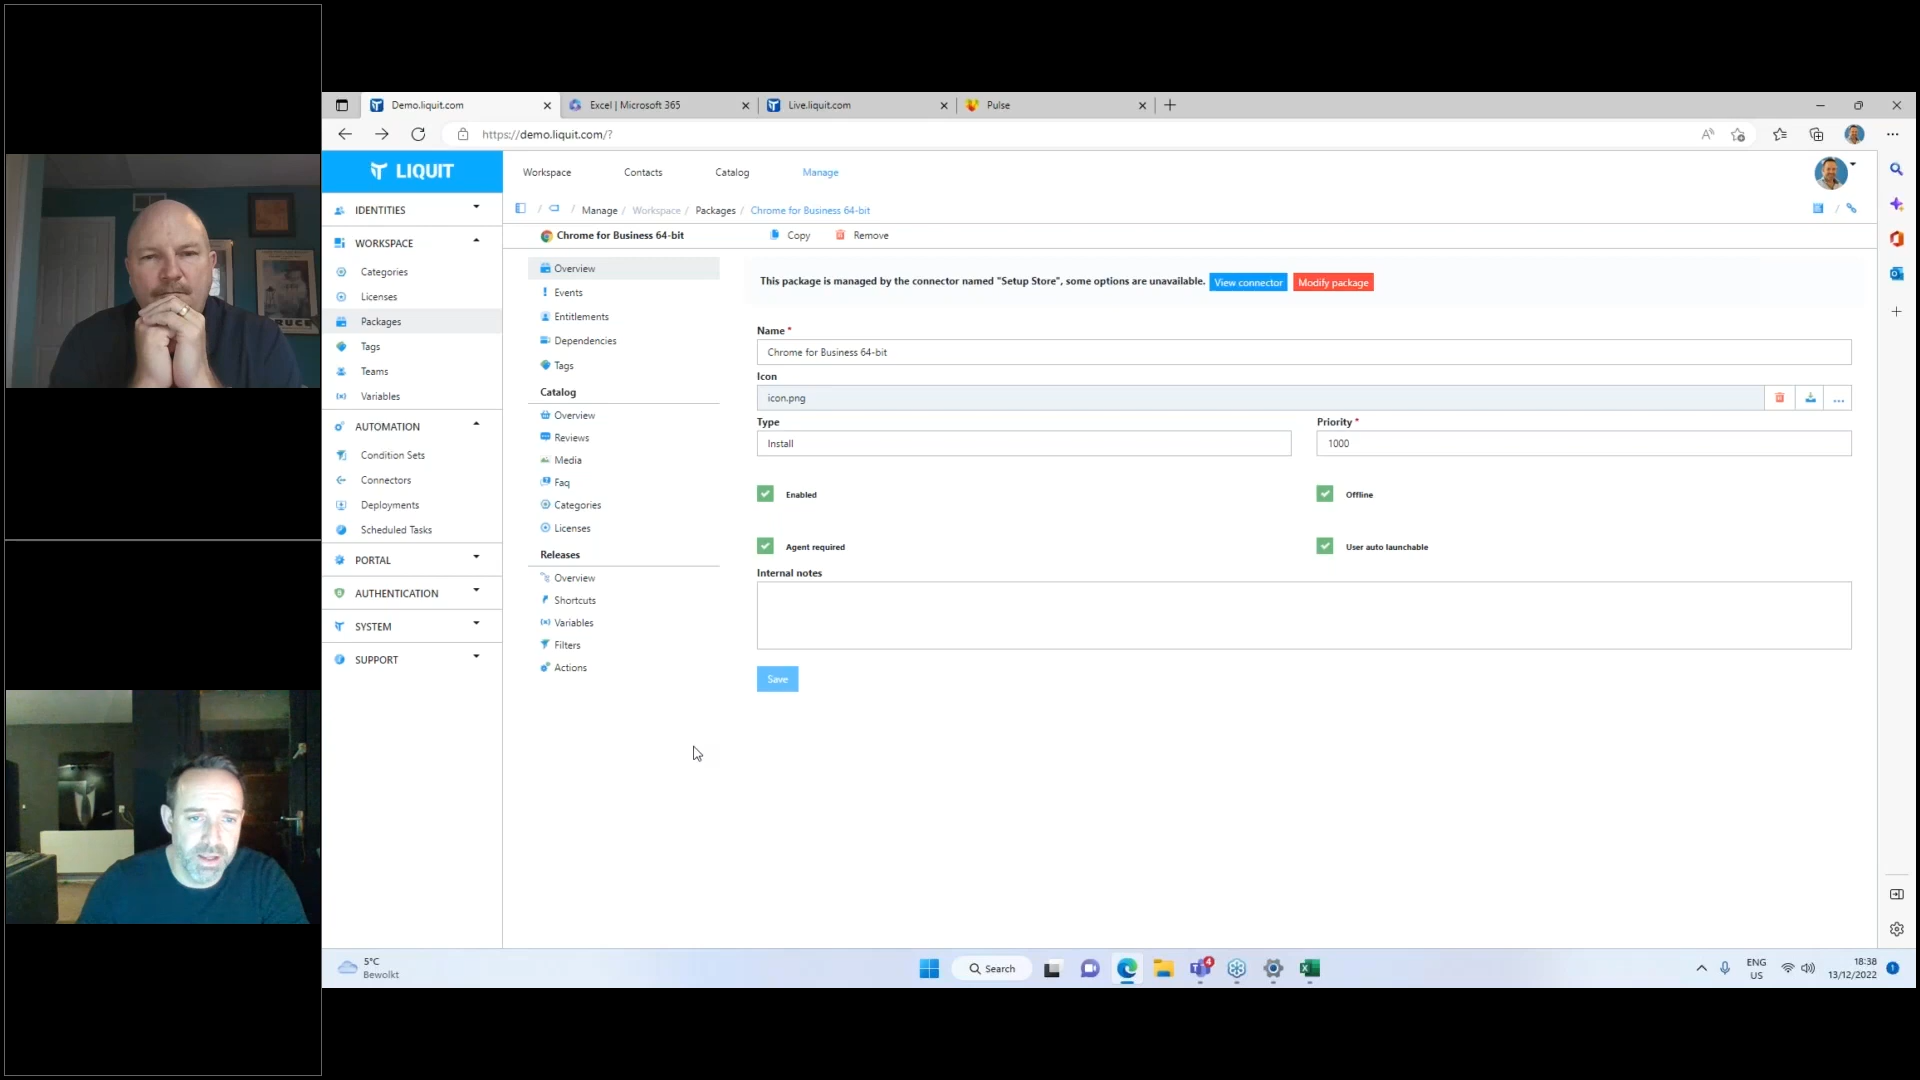 Demo.liquit.com
Excel | Microsoft 365
Live.liquit.com
Pulse
https://demo.liquit.com/?
LIQUIT
Workspace
Contacts
Catalog
Manage
Manage / Workspace / Packages / Chrome for Business 64-bit
Chrome for Business 64-bit
Copy
Remove
IDENTITIES
WORKSPACE
Categories
Licenses
Packages
Tags
Teams
Variables
AUTOMATION
Condition Sets
Connectors
Deployments
Scheduled Tasks
PORTAL
AUTHENTICATION
SYSTEM
SUPPORT
Overview
Events
Entitlements
Dependencies
Tags
Catalog
Overview
Reviews
Media
Faq
Categories
Licenses
Releases
Overview
Shortcuts
Variables
Filters
Actions
This package is managed by the connector named "Setup Store", some options are unavailable.
View connector
Modify package
Name *
Chrome for Business 64-bit
Icon
icon.png
...
Type
Install
Priority *
1000
Enabled
Offline
Agent required
User auto launchable
Internal notes
Save
5°C
Bewolkt
Search
4
ENG
US
18:38
13/12/2022
1